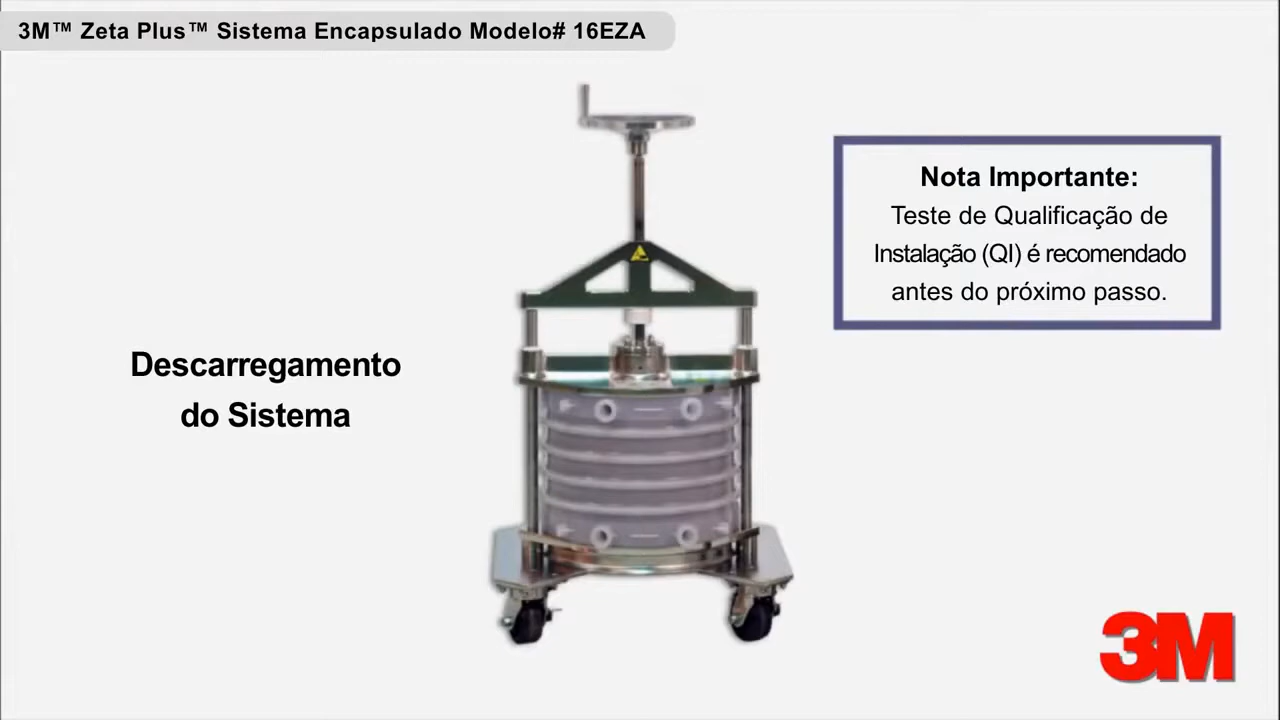 3M™ Zeta Plus™ Sistema Encapsulado Modelo# 16EZA
Nota Importante:
Teste de Qualificação de
Instalação (QI) é recomendado
antes do próximo passo.
Descarregamento
do Sistema
3M